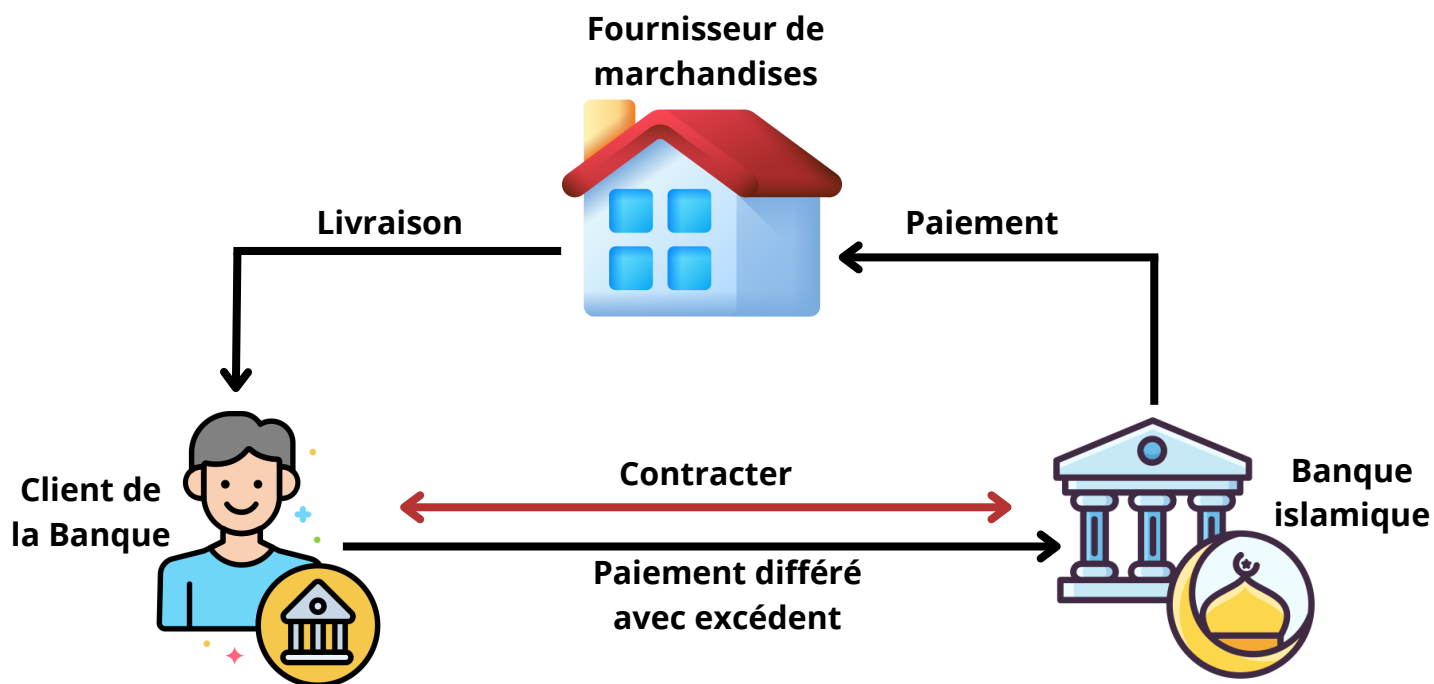 Fournisseur de
marchandises
Livraison
Paiement
Client de
la Banque
Contracter
Banque
islamique
Paiement différé
avec excédent